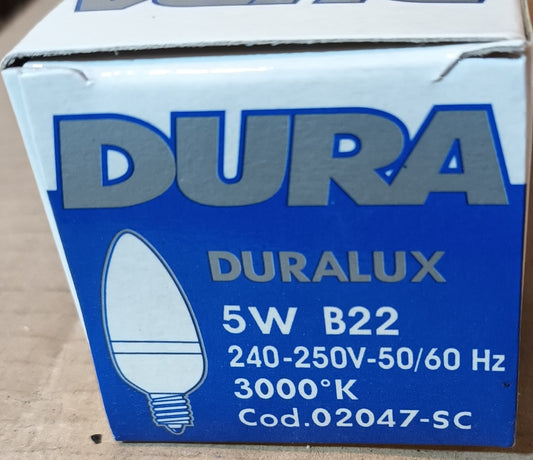 DURA
DURALUX
5W B22
240-250V-50/60 Hz
3000°K
Cod.02047-SC